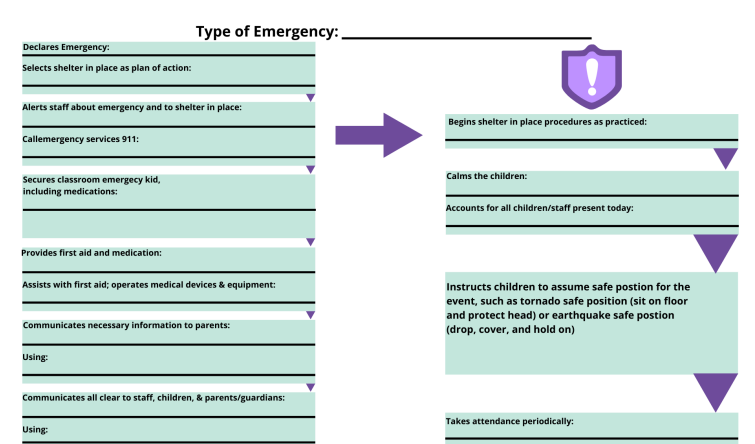 Type of Emergency:
Declares Emergency:
Selects shelter in place as plan of action:
Alerts staff about emergency and to shelter in place:
Callemergency services 911:
Secures classroom emergecy kid,
including medications:
Provides first aid and medication:
Assists with first aid; operates medical devices & equipment:
Communicates necessary information to parents:
Using:
Communicates all clear to staff, children, & parents/guardians:
Using:
Begins shelter in place procedures as practiced:
Calms the children:
Accounts for all children/staff present today:
Instructs children to assume safe postion for the
event, such as tornado safe position (sit on floor
and protect head) or earthquake safe postion
(drop, cover, and hold on)
Takes attendance periodically: